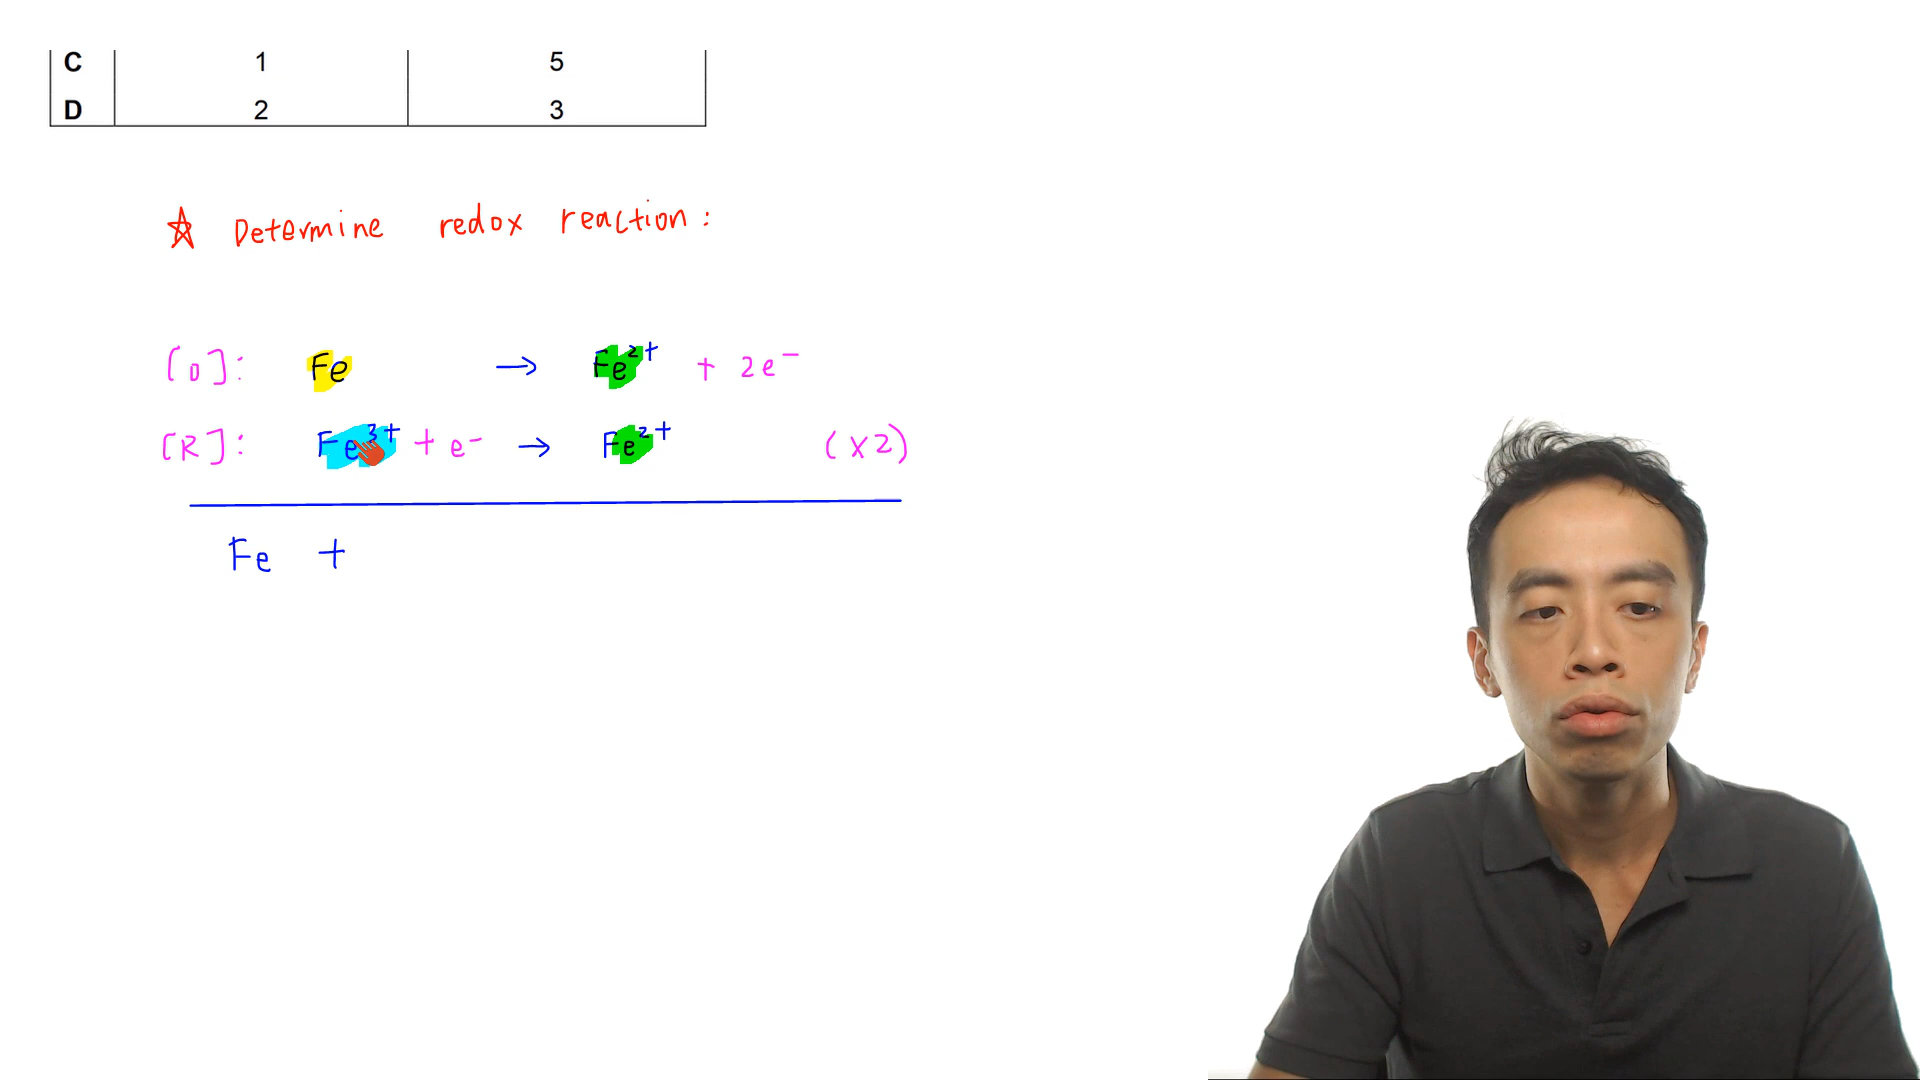 C 1 5
D 2 3
☆ Determine redox reaction:
[O]: Fe → Fe²⁺ + 2e⁻
[R]: Fe³⁺ + e⁻ → Fe²⁺ (x2)
Fe +